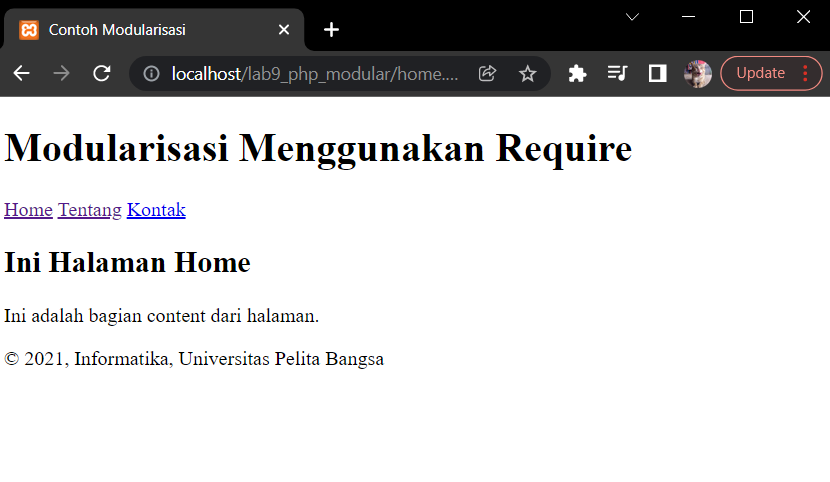 Contoh Modularisasi
localhost/lab9_php_modular/home....
Update
Modularisasi Menggunakan Require
Home Tentang Kontak
Ini Halaman Home
Ini adalah bagian content dari halaman.
© 2021, Informatika, Universitas Pelita Bangsa